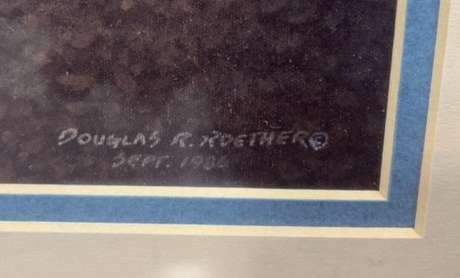 DOUGLAS R. ROETHER ©
SEPT. 1986